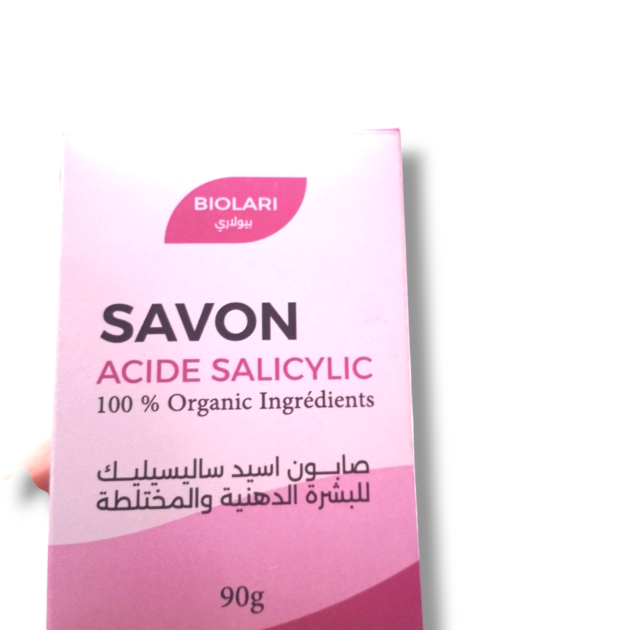 BIOLARI
بيولاري
SAVON
ACIDE SALICYLIC
100 % Organic Ingrédients
صابون اسيد ساليسيليك
للبشرة الدهنية والمختلطة
90g